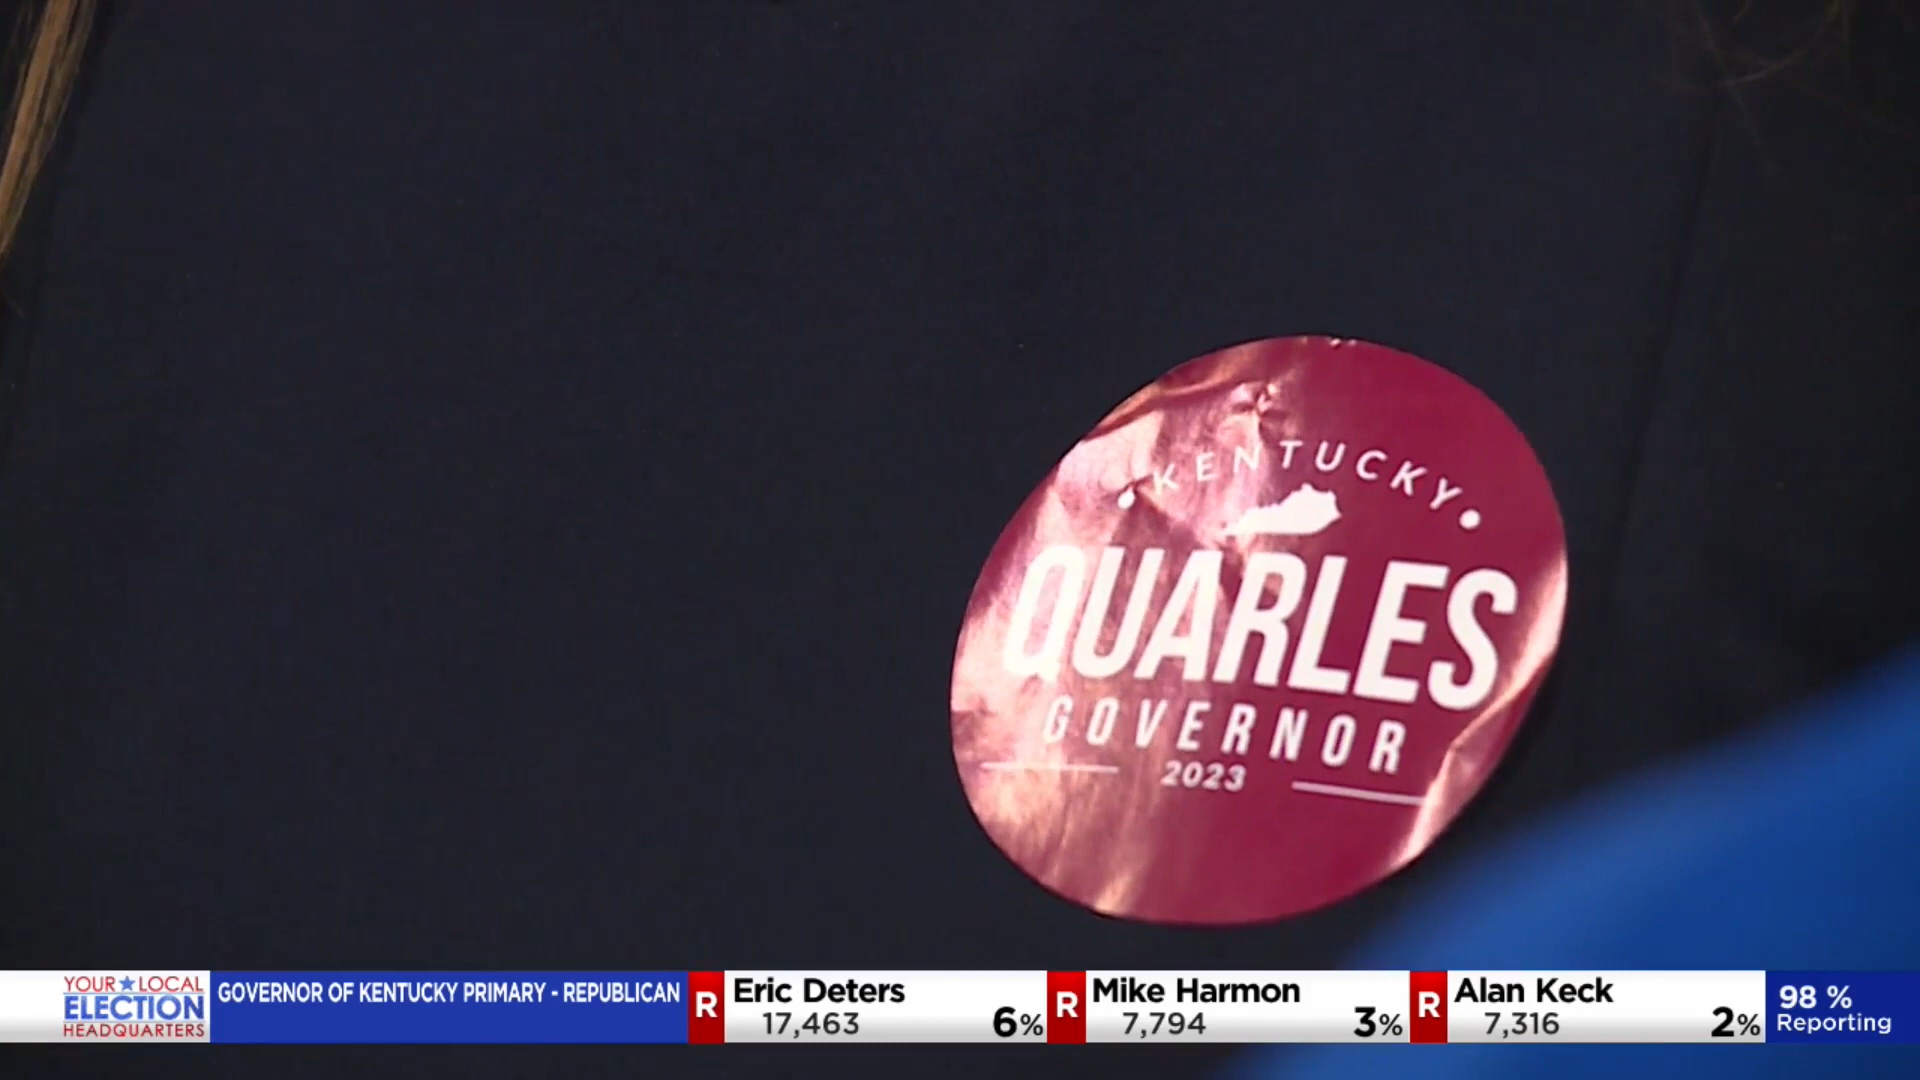 KENTUCKY
QUARLES
GOVERNOR
2023
YOUR LOCAL
ELECTION
HEADQUARTERS
GOVERNOR OF KENTUCKY PRIMARY - REPUBLICAN
R
Eric Deters
17,463
6%
R
Mike Harmon
7,794
3%
R
Alan Keck
7,316
2%
98 %
Reporting